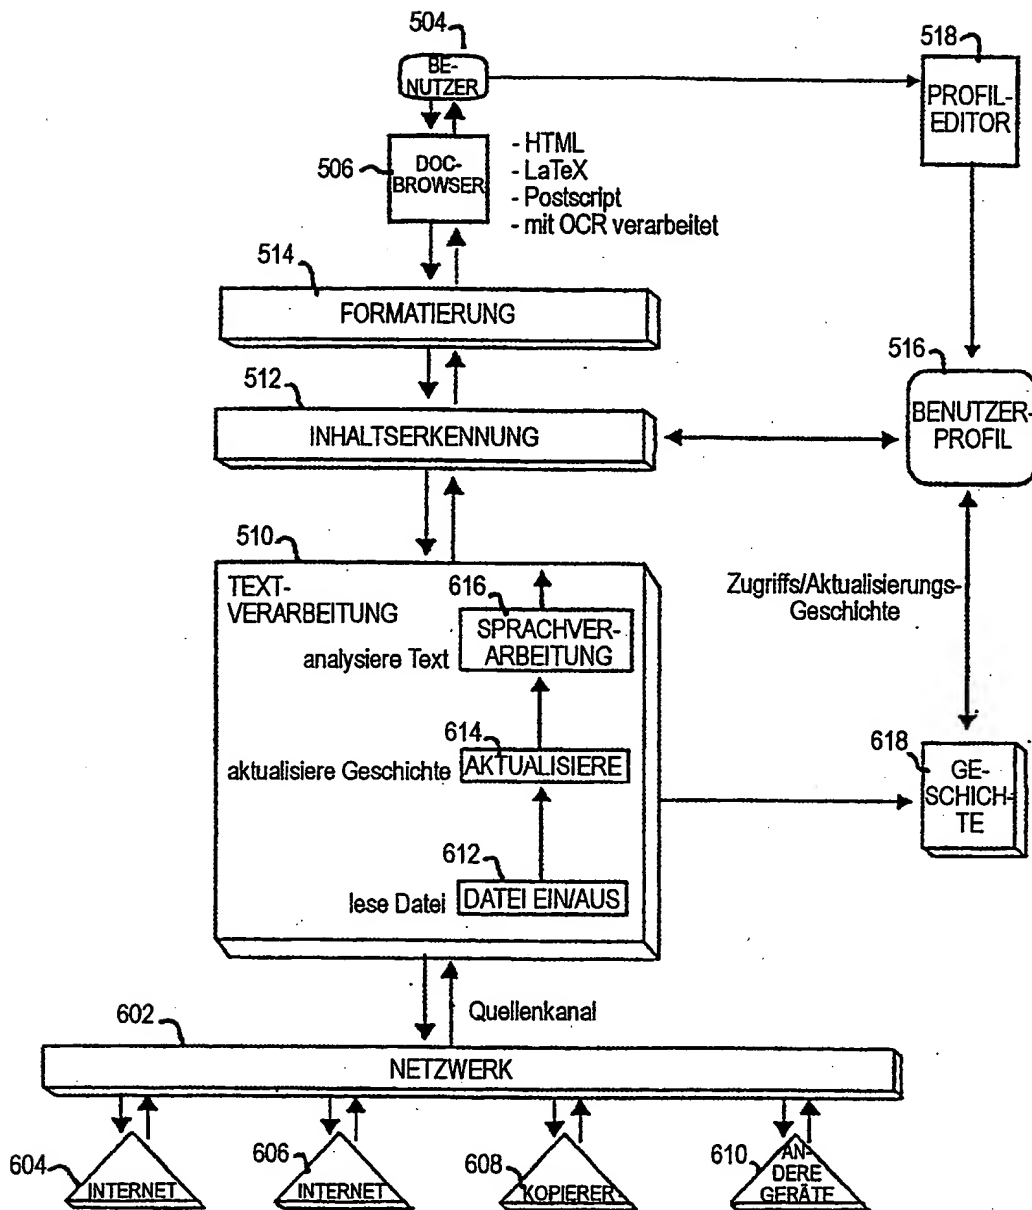 504
518
BE-
NUTZER
PROFIL-
EDITOR
506
DOC-
BROWSER
- HTML
- LaTeX
- Postscript
- mit OCR verarbeitet
514
FORMATIERUNG
512
516
INHALTSERKENNUNG
BENUTZER-
PROFIL
510
TEXT-
VERARBEITUNG
616
SPRACHVER-
ARBEITUNG
analysiere Text
Zugriffs/Aktualisierungs-
Geschichte
614
aktualisiere Geschichte
AKTUALISIERE
618
GE-
SCHICH-
TE
612
lese Datei
DATEI EIN/AUS
Quellenkanal
602
NETZWERK
604
INTERNET
606
INTERNET
608
KOPIERER-
610
AN-
DERE
GERÄTE